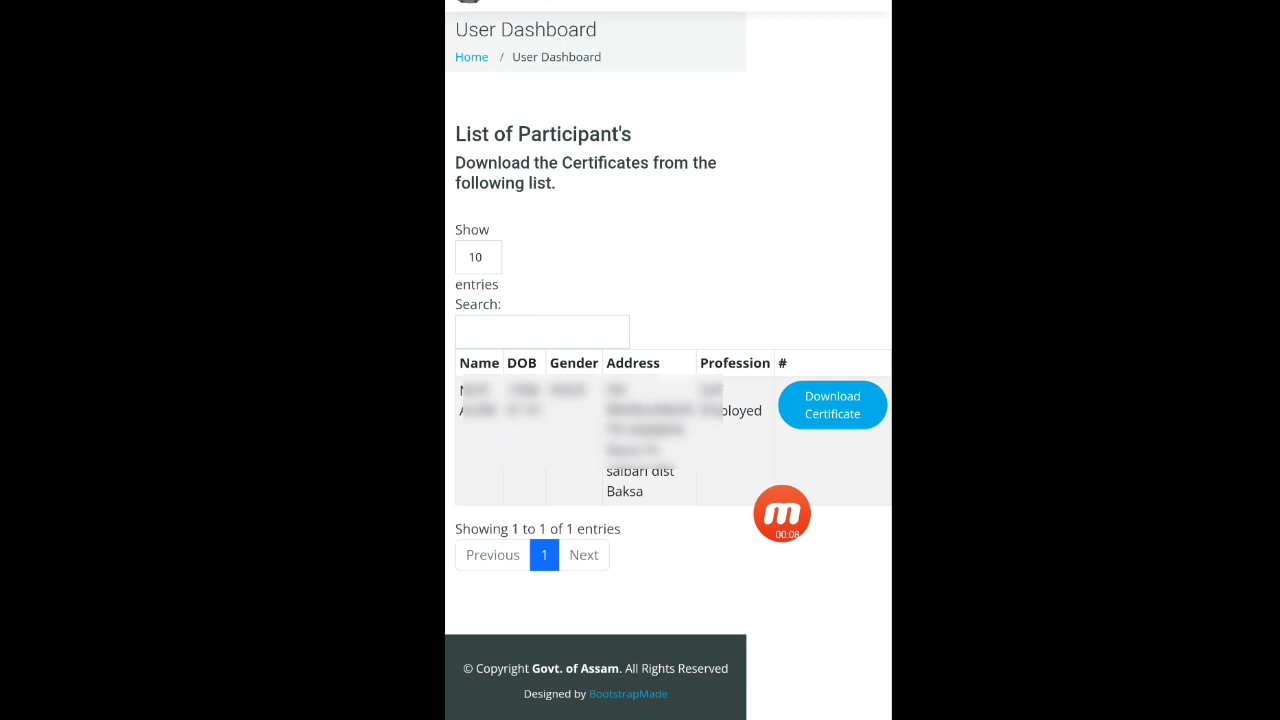 User Dashboard
Home / User Dashboard
List of Participant's
Download the Certificates from the
following list.
Show
10
entries
Search:
Name DOB Gender Address Profession #
Download
Certificate
salbari dist
Baksa
Showing 1 to 1 of 1 entries
Previous 1 Next
m
00:08
© Copyright Govt. of Assam. All Rights Reserved
Designed by BootstrapMade